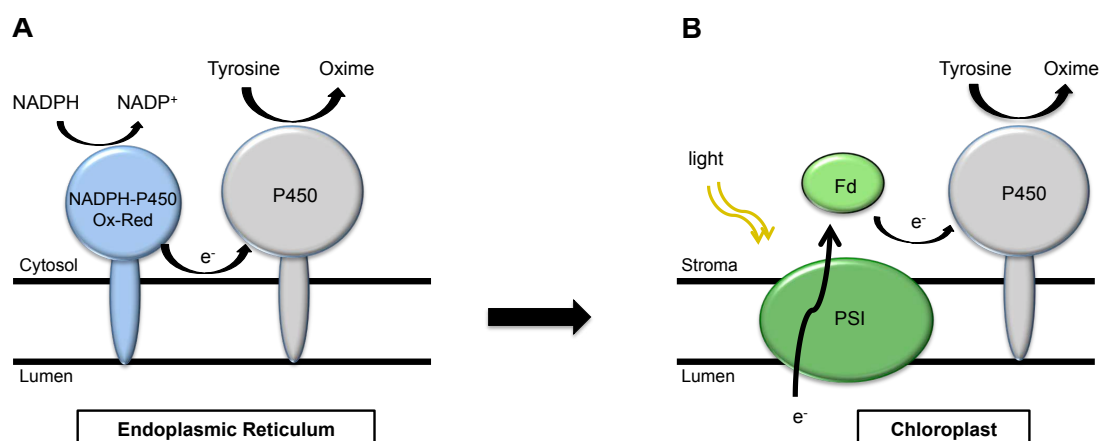 A
Tyrosine Oxime
NADPH NADP+
NADPH-P450
Ox-Red
P450
e-
Cytosol
Lumen
Endoplasmic Reticulum
B
Tyrosine Oxime
light
Fd
P450
e-
Stroma
PSI
Lumen
e-
Chloroplast